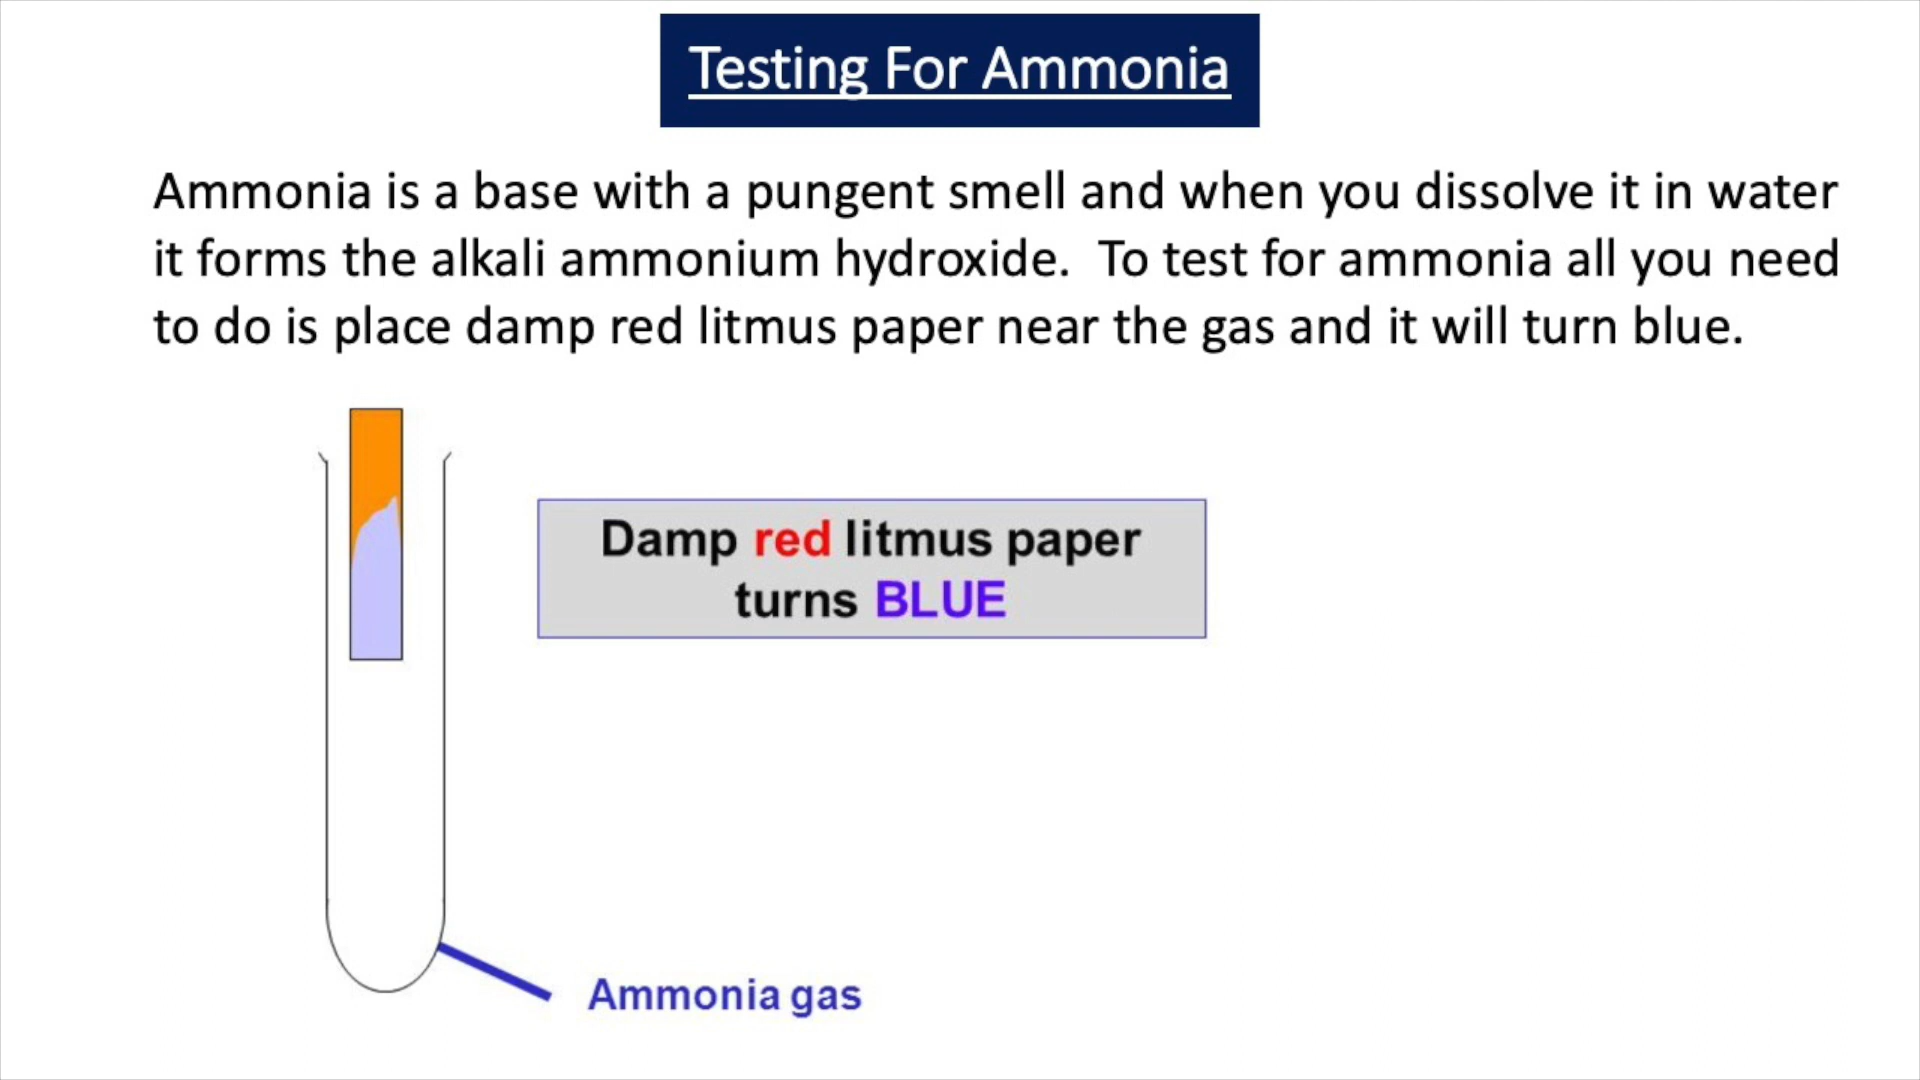 Testing For Ammonia
Ammonia is a base with a pungent smell and when you dissolve it in water
it forms the alkali ammonium hydroxide.  To test for ammonia all you need
to do is place damp red litmus paper near the gas and it will turn blue.
Damp red litmus paper
turns BLUE
Ammonia gas